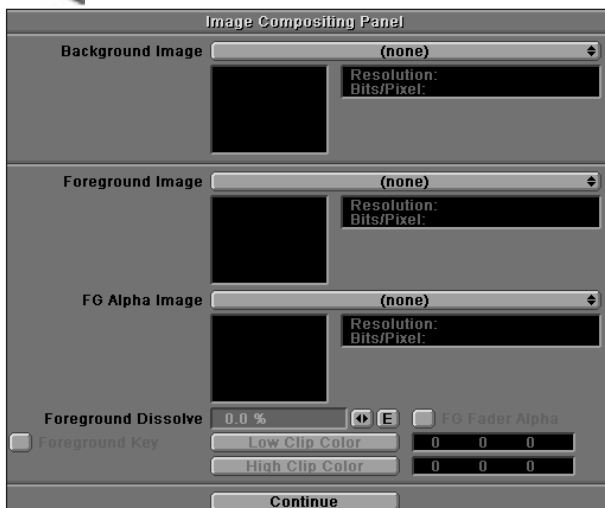 Image Compositing Panel
Background Image (none)
Resolution:
Bits/Pixel:
Foreground Image (none)
Resolution:
Bits/Pixel:
FG Alpha Image (none)
Resolution:
Bits/Pixel:
Foreground Dissolve 0.0 % E FG Fader Alpha
Foreground Key Low Clip Color 0 0 0
High Clip Color 0 0 0
Continue